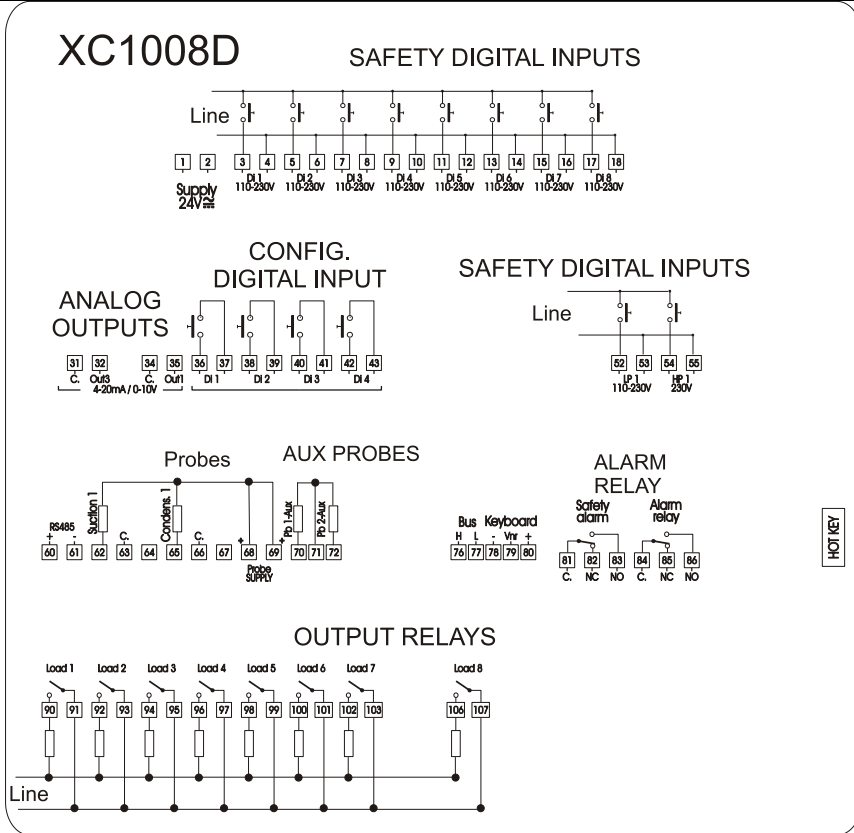 XC1008D
SAFETY DIGITAL INPUTS
Line
1 2 3 4 5 6 7 8 9 10 11 12 13 14 15 16 17 18
Supply
24V
DI 1 DI 2 DI 3 DI 4 DI 5 DI 6 DI 7 DI 8
110-230V 110-230V 110-230V 110-230V 110-230V 110-230V 110-230V 110-230V
CONFIG.
DIGITAL INPUT
ANALOG
OUTPUTS
31 32 34 35 36 37 38 39 40 41 42 43
C. Out3 C. Out1 DI 1 DI 2 DI 3 DI 4
4-20mA / 0-10V
SAFETY DIGITAL INPUTS
Line
52 53 54 55
LP 1 HP 1
110-230V 230V
Probes
AUX PROBES
RS485
+ -
Suction 1
C.
Condens. 1
C.
+ +
Pb 1-Aux
Pb 2-Aux
60 61 62 63 64 65 66 67 68 69 70 71 72
Probe
SUPPLY
Bus Keyboard
H L - Vnr +
76 77 78 79 80
ALARM
RELAY
Safety
alarm
Alarm
relay
81 82 83 84 85 86
C. NC NO C. NC NO
HOT KEY
OUTPUT RELAYS
Load 1 Load 2 Load 3 Load 4 Load 5 Load 6 Load 7 Load 8
90 91 92 93 94 95 96 97 98 99 100 101 102 103 106 107
Line